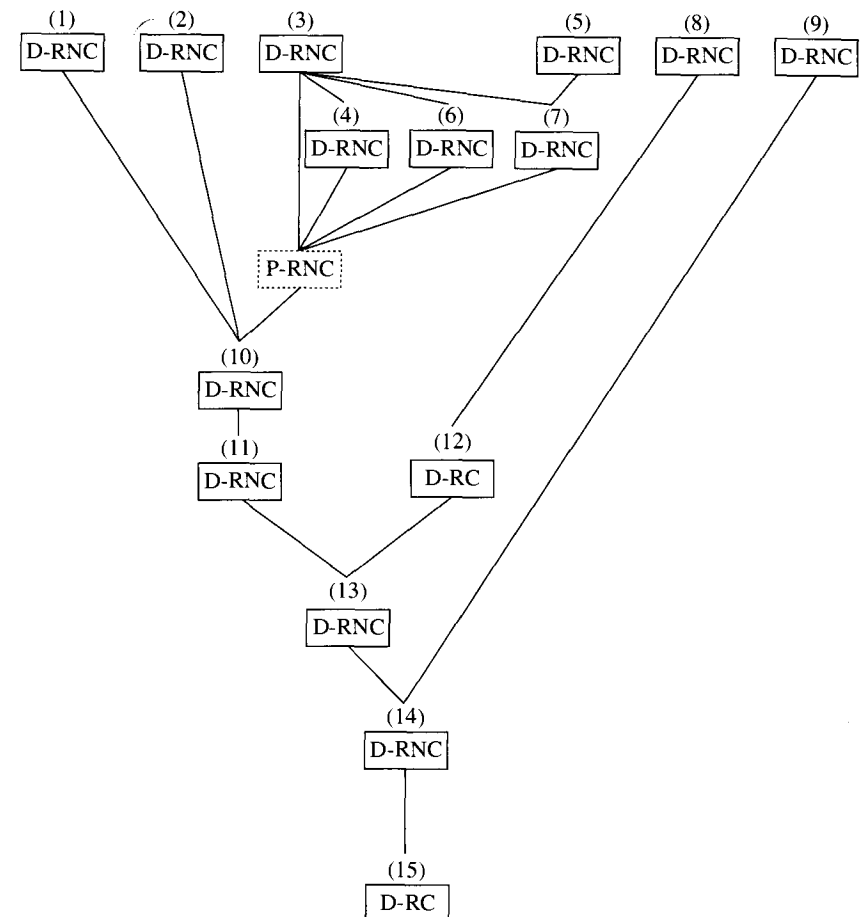 (1) (2) (3) (5) (8) (9)
D-RNC D-RNC D-RNC D-RNC D-RNC D-RNC
(4) (6) (7)
D-RNC D-RNC D-RNC
P-RNC
(10)
D-RNC
(11) (12)
D-RNC D-RC
(13)
D-RNC
(14)
D-RNC
(15)
D-RC